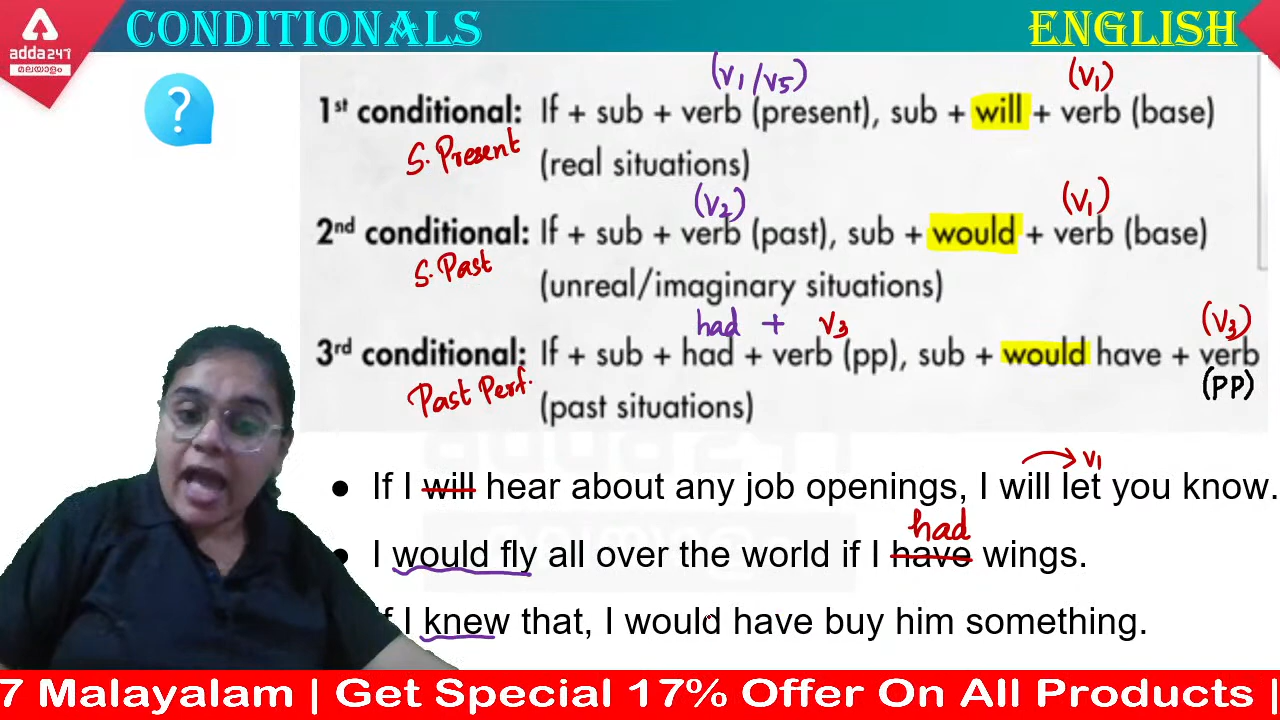 CONDITIONALS ENGLISH
adda247
മലയാളം
?
(V1/V5) (V1)
1st conditional: If + sub + verb (present), sub + will + verb (base)
S. Present (real situations)
(V2) (V1)
2nd conditional: If + sub + verb (past), sub + would + verb (base)
S. Past (unreal/imaginary situations)
had + V3 (V3)
3rd conditional: If + sub + had + verb (pp), sub + would have + verb
Past Perf. (past situations) (PP)
V1
• If I will hear about any job openings, I will let you know.
had
• I would fly all over the world if I have wings.
If I knew that, I would have buy him something.
7 Malayalam | Get Special 17% Offer On All Products |